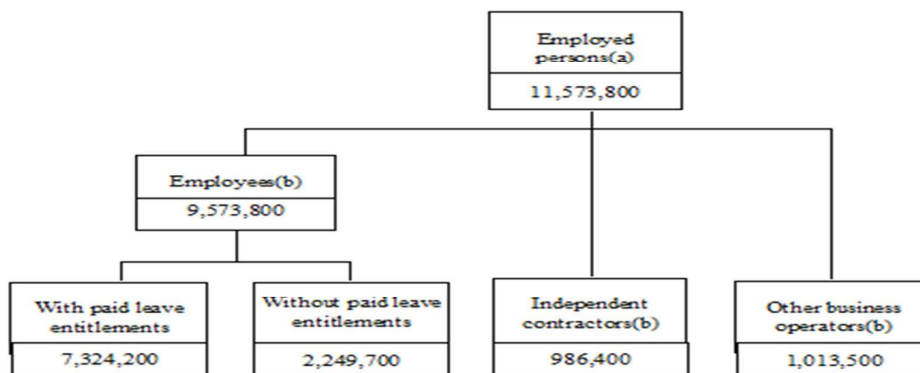 Employed
persons(a)
11,573,800
Employees(b)
9,573,800
With paid leave
entitlements
7,324,200
Without paid leave
entitlements
2,249,700
Independent
contractors(b)
986,400
Other business
operators(b)
1,013,500